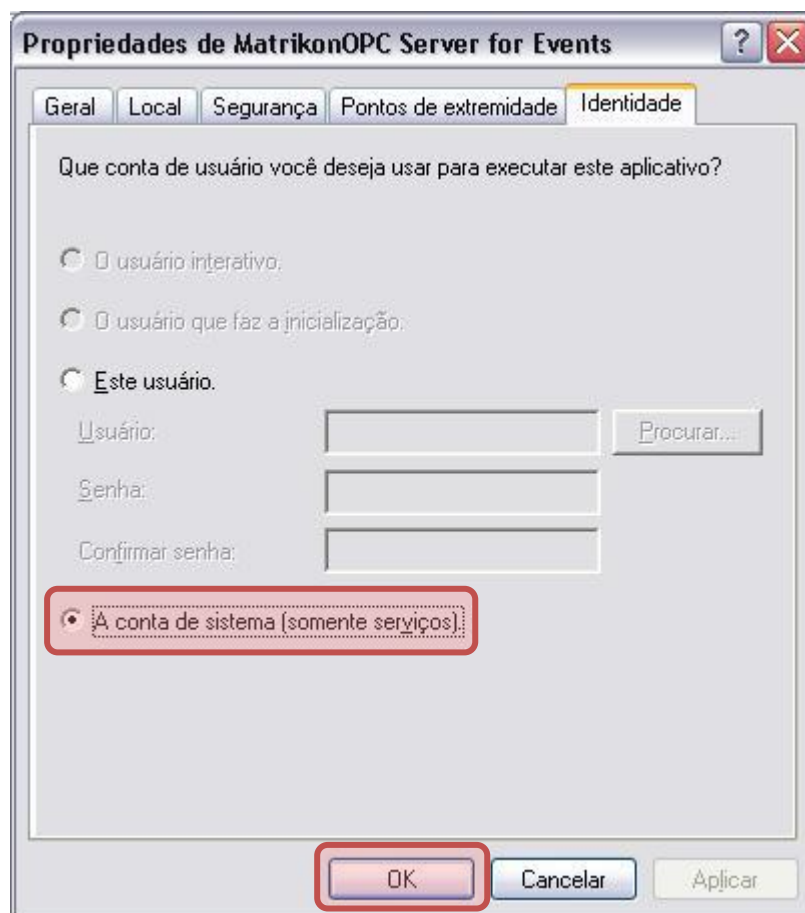 Propriedades de MatrikonOPC Server for Events
Geral Local Segurança Pontos de extremidade Identidade
Que conta de usuário você deseja usar para executar este aplicativo?
O usuário interativo.
O usuário que faz a inicialização.
Este usuário.
Usuário: Procurar...
Senha:
Confirmar senha:
A conta de sistema (somente serviços).
OK Cancelar Aplicar